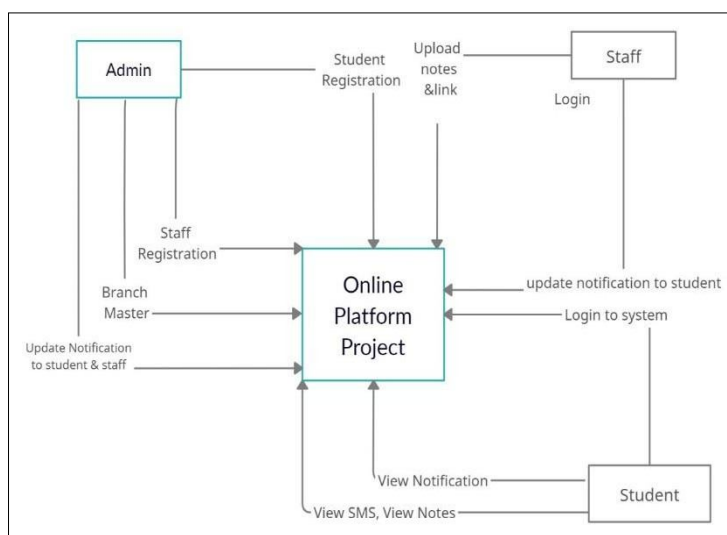 Admin
Student
Registration
Upload
notes
&link
Staff
Login
Staff
Registration
Online
Platform
Project
Branch
Master
update notification to student
Login to system
Update Notification
to student & staff
View Notification
Student
View SMS, View Notes